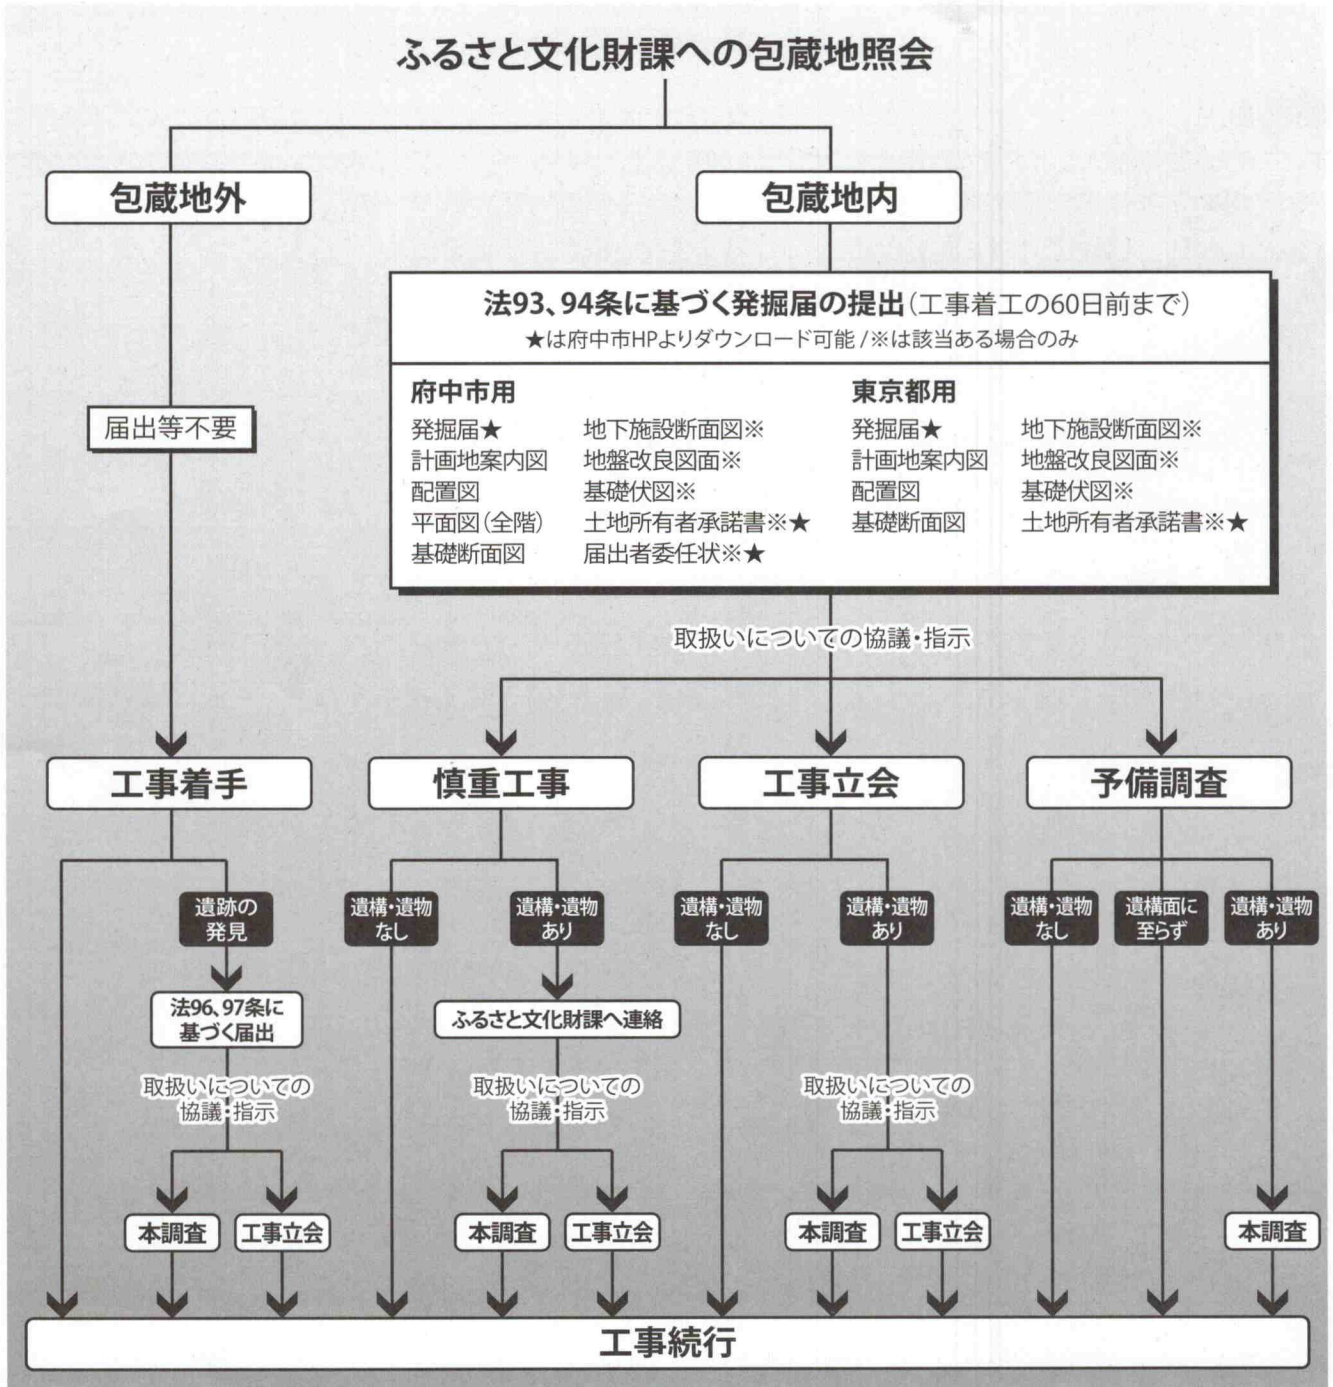 ふるさと文化財課への包蔵地照会
包蔵地外
包蔵地内
法93、94条に基づく発掘届の提出(工事着工の60日前まで)
★は府中市HPよりダウンロード可能/※は該当ある場合のみ
府中市用
発掘届★
計画地案内図
配置図
平面図(全階)
基礎断面図
地下施設断面図※
地盤改良図面※
基礎伏図※
土地所有者承諾書※★
届出者委任状※★
東京都用
発掘届★
計画地案内図
配置図
基礎断面図
地下施設断面図※
地盤改良図面※
基礎伏図※
土地所有者承諾書※★
届出等不要
取扱いについての協議・指示
工事着手
慎重工事
工事立会
予備調査
遺跡の
発見
遺構・遺物
なし
遺構・遺物
あり
遺構・遺物
なし
遺構・遺物
あり
遺構・遺物
なし
遺構面に
至らず
遺構・遺物
あり
法96、97条に
基づく届出
ふるさと文化財課へ連絡
取扱いについての
協議・指示
取扱いについての
協議・指示
取扱いについての
協議・指示
本調査
工事立会
本調査
工事立会
本調査
工事立会
本調査
工事続行